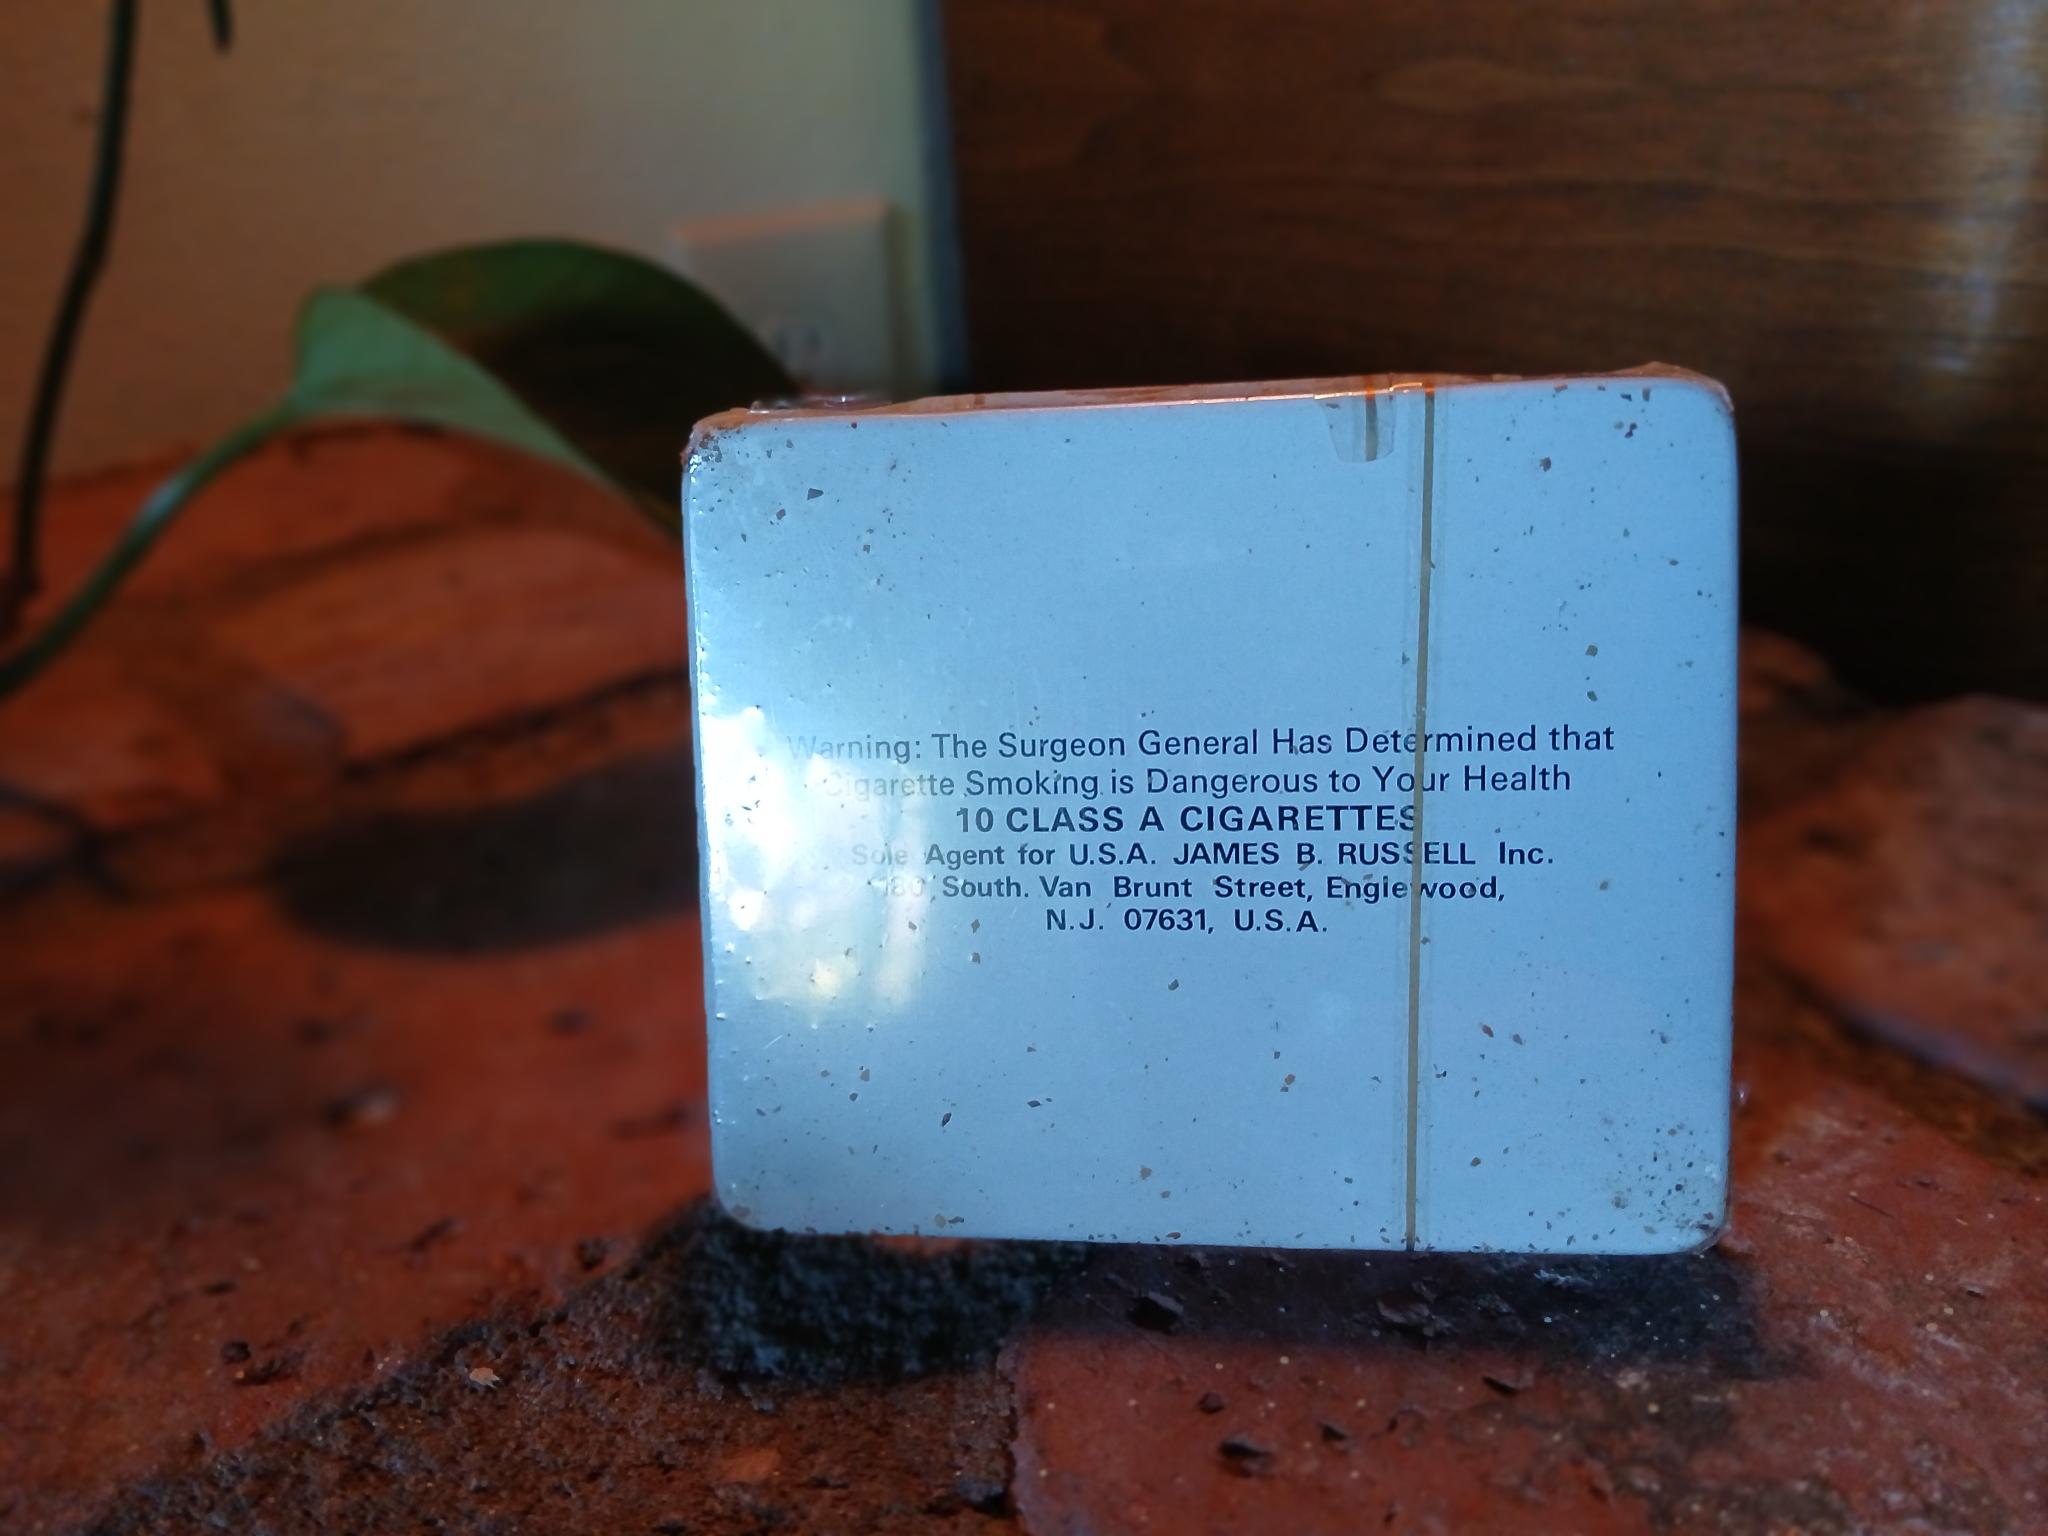 Warning: The Surgeon General Has Determined that
Cigarette Smoking is Dangerous to Your Health
10 CLASS A CIGARETTES
Sole Agent for U.S.A. JAMES B. RUSSELL Inc.
South. Van Brunt Street, Englewood,
N.J. 07631, U.S.A.